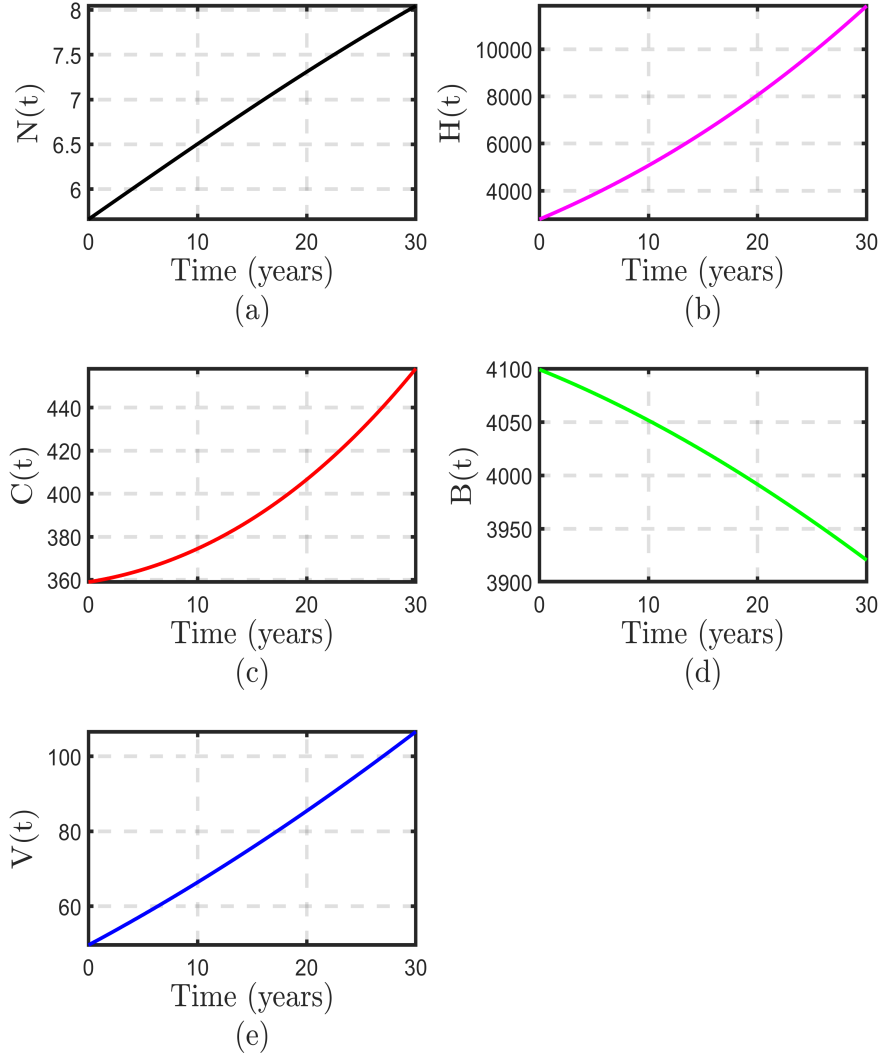 8
7.5
7
6.5
6
N(t)
0 10 20 30
Time (years)
(a)
10000
8000
6000
4000
H(t)
0 10 20 30
Time (years)
(b)
440
420
400
380
360
C(t)
0 10 20 30
Time (years)
(c)
4100
4050
4000
3950
3900
B(t)
0 10 20 30
Time (years)
(d)
100
80
60
V(t)
0 10 20 30
Time (years)
(e)